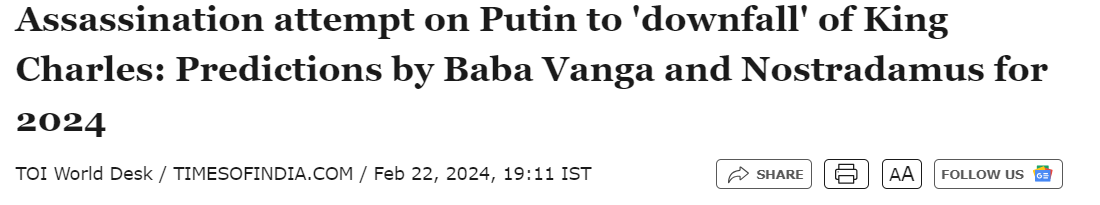 Assassination attempt on Putin to 'downfall' of King
Charles: Predictions by Baba Vanga and Nostradamus for
2024
TOI World Desk / TIMESOFINDIA.COM / Feb 22, 2024, 19:11 IST SHARE AA FOLLOW US GE